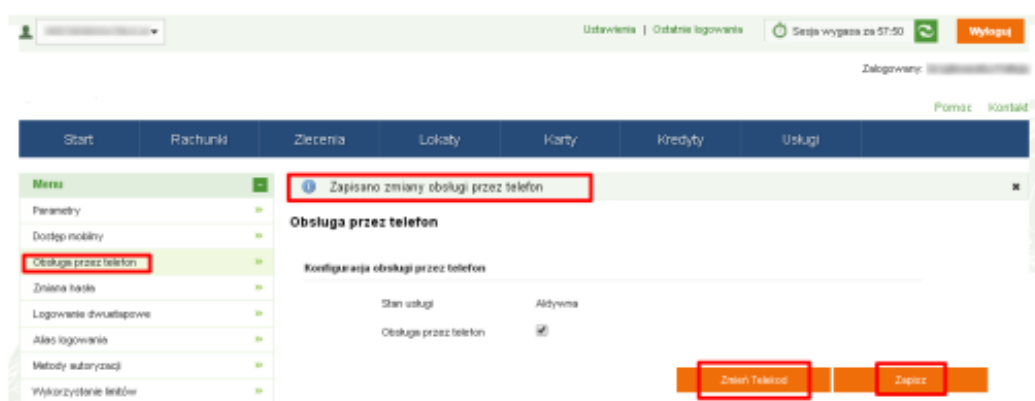 Ustawienia | Ostatnie logowania Sesja wygasa za 57:50 Wyloguj
Zalogowany:
Pomoc Kontakt
Start Rachunki Zlecenia Lokaty Karty Kredyty Usługi
Menu
Parametry
Dostęp mobilny
Obsługa przez telefon
Zmiana hasła
Logowanie dwuetapowe
Alias logowania
Metody autoryzacji
Wykorzystanie limitów
Zapisano zmiany obsługi przez telefon
Obsługa przez telefon
Konfiguracja obsługi przez telefon
Stan usługi Aktywna
Obsługa przez telefon
Zmień Telekod Zapisz